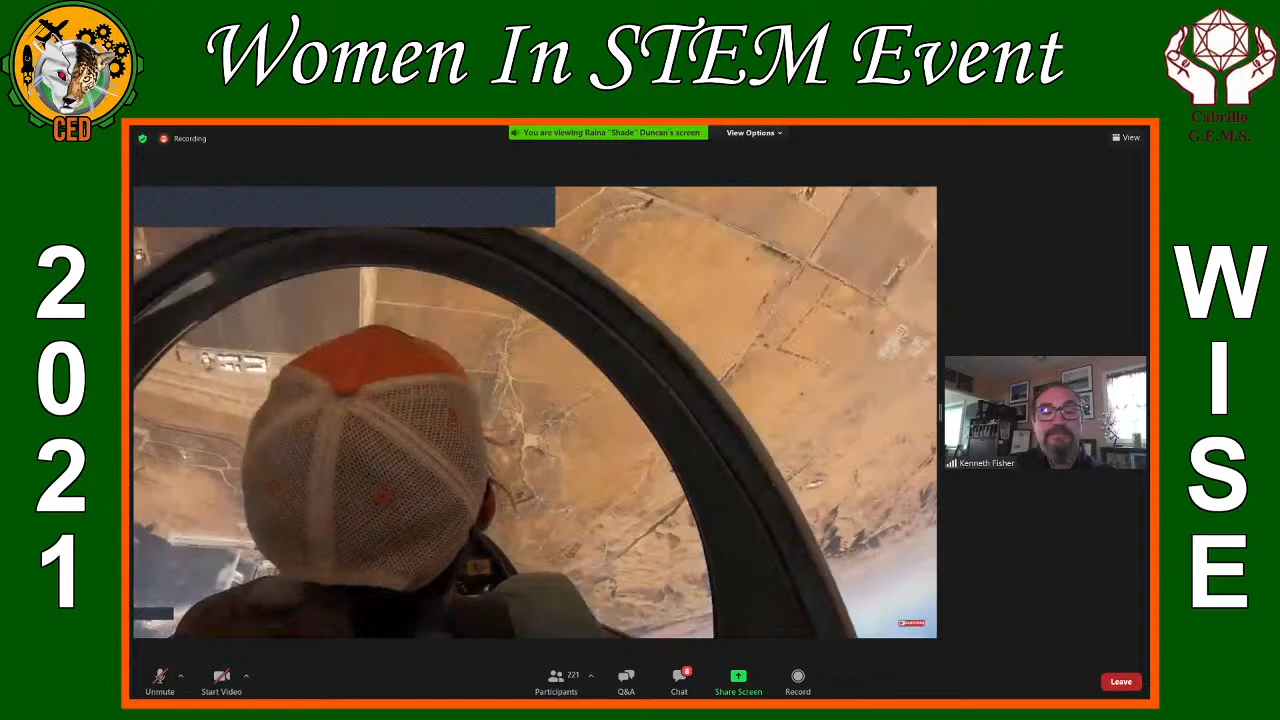 Women In STEM Event
CED
Cabrillo
G.E.M.S.
2
0
2
1
W
I
S
E
Recording
You are viewing Raina "Shade" Duncan's screen
View Options
View
Kenneth Fisher
Unmute
Start Video
221
Participants
Q&A
8
Chat
Share Screen
Record
Leave